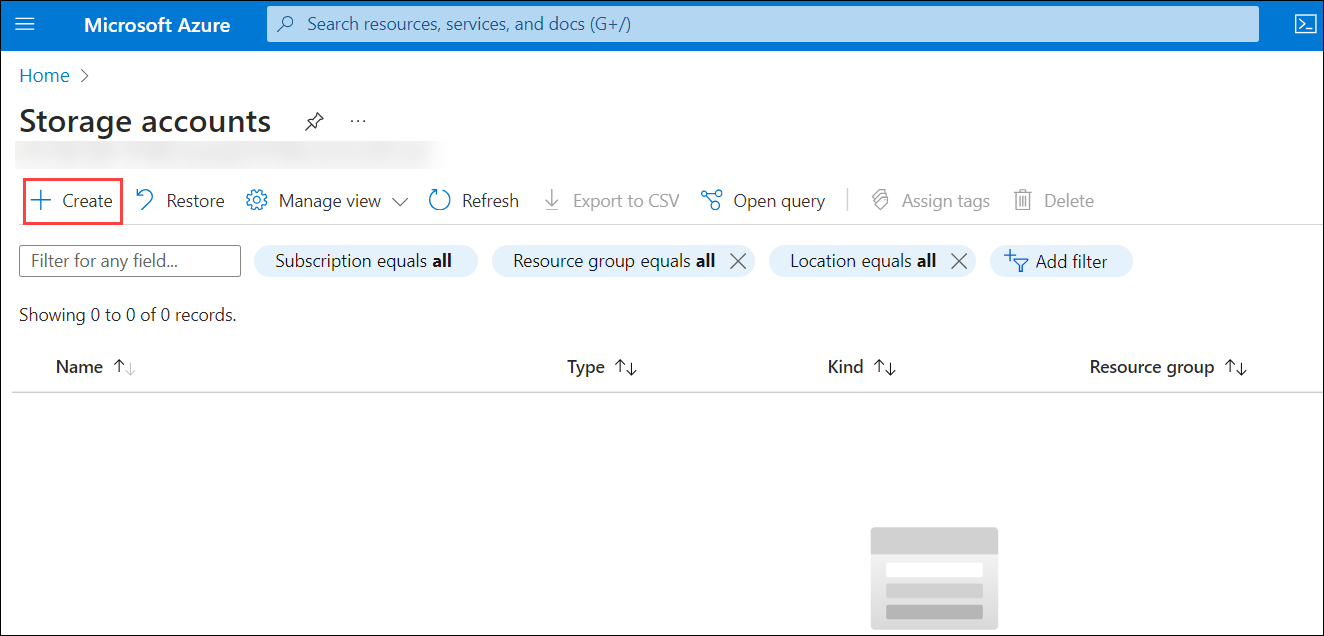 Microsoft Azure Search resources, services, and docs (G+/)
Home
Storage accounts ...
Create Restore Manage view Refresh Export to CSV Open query Assign tags Delete
Filter for any field... Subscription equals all Resource group equals all Location equals all Add filter
Showing 0 to 0 of 0 records.
Name Type Kind Resource group